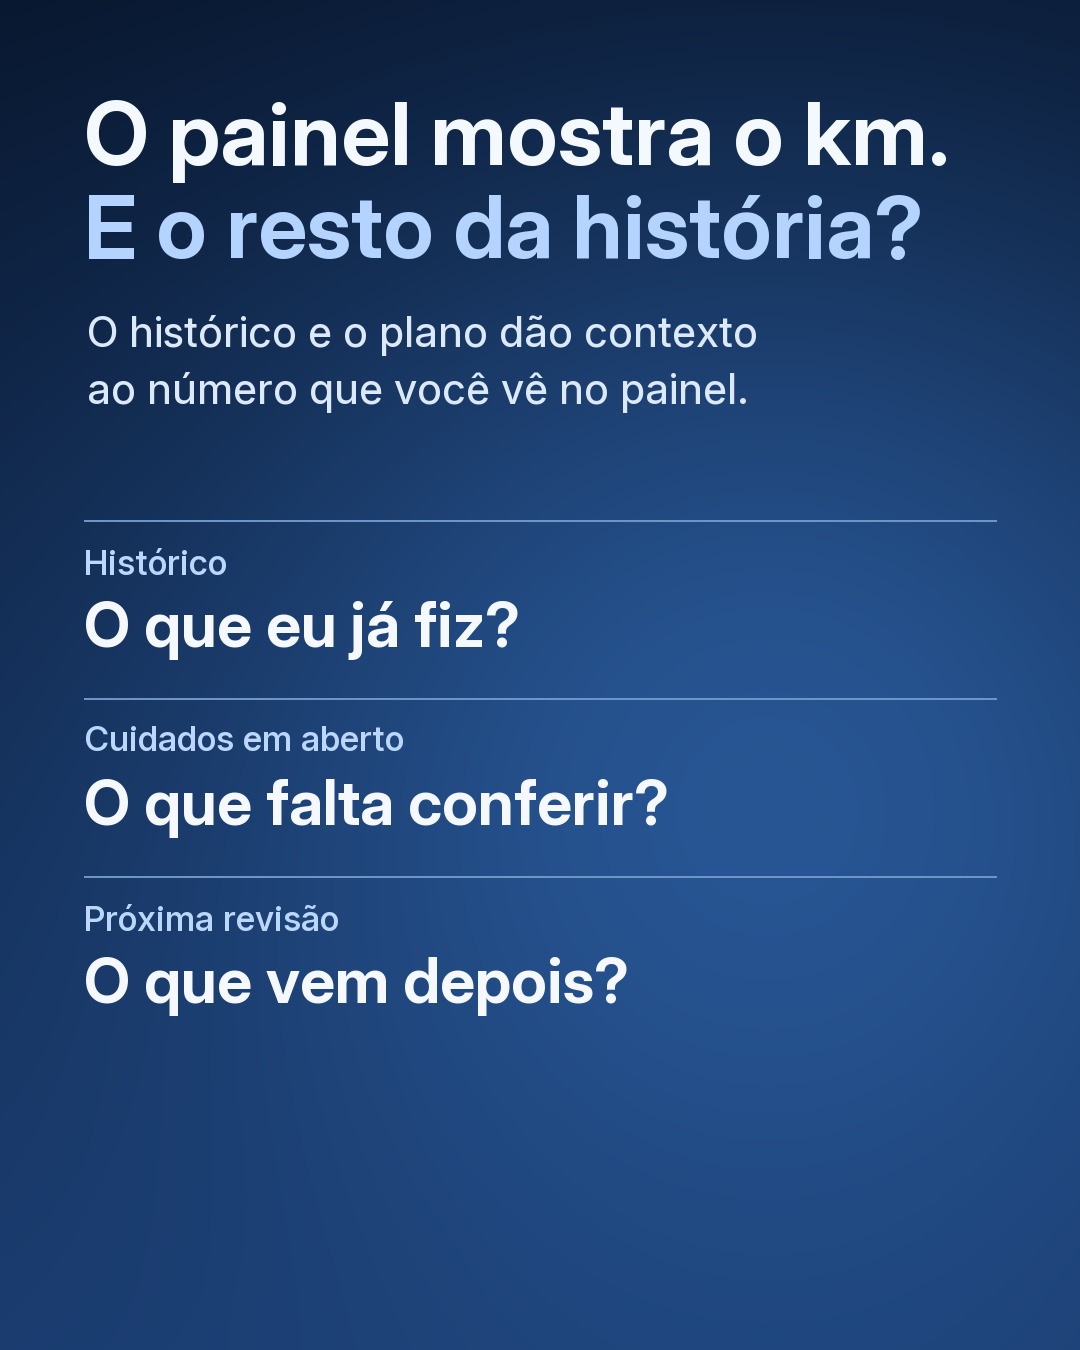 O painel mostra o km.
E o resto da história?
O histórico e o plano dão contexto
ao número que você vê no painel.
Histórico
O que eu já fiz?
Cuidados em aberto
O que falta conferir?
Próxima revisão
O que vem depois?